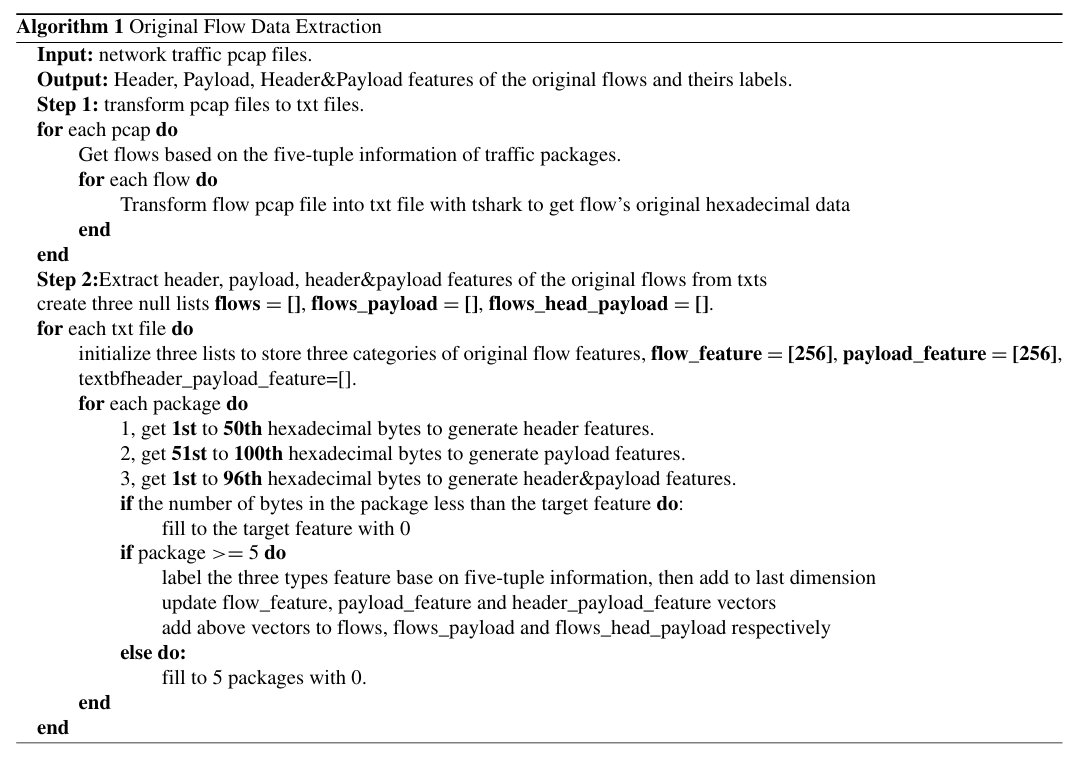 Algorithm 1 Original Flow Data Extraction
Input: network traffic pcap files.
Output: Header, Payload, Header&Payload features of the original flows and theirs labels.
Step 1: transform pcap files to txt files.
for each pcap do
Get flows based on the five-tuple information of traffic packages.
for each flow do
Transform flow pcap file into txt file with tshark to get flow's original hexadecimal data
end
end
Step 2:Extract header, payload, header&payload features of the original flows from txts
create three null lists flows = [], flows_payload = [], flows_head_payload = [].
for each txt file do
initialize three lists to store three categories of original flow features, flow_feature = [256], payload_feature = [256],
textbfheader_payload_feature=[].
for each package do
1, get 1st to 50th hexadecimal bytes to generate header features.
2, get 51st to 100th hexadecimal bytes to generate payload features.
3, get 1st to 96th hexadecimal bytes to generate header&payload features.
if the number of bytes in the package less than the target feature do:
fill to the target feature with 0
if package >= 5 do
label the three types feature base on five-tuple information, then add to last dimension
update flow_feature, payload_feature and header_payload_feature vectors
add above vectors to flows, flows_payload and flows_head_payload respectively
else do:
fill to 5 packages with 0.
end
end